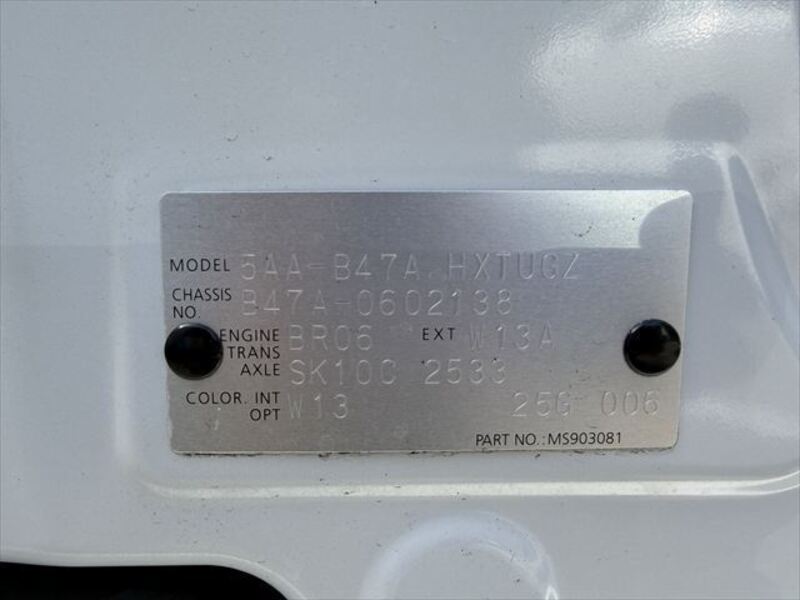 MODEL 5AA-B47A HXTUGZ
CHASSIS NO. B47A-0602138
ENGINE BR06 EXT W13A
TRANS AXLE SK10C 2533
COLOR. INT OPT W13 25G 006
PART NO.: MS903081